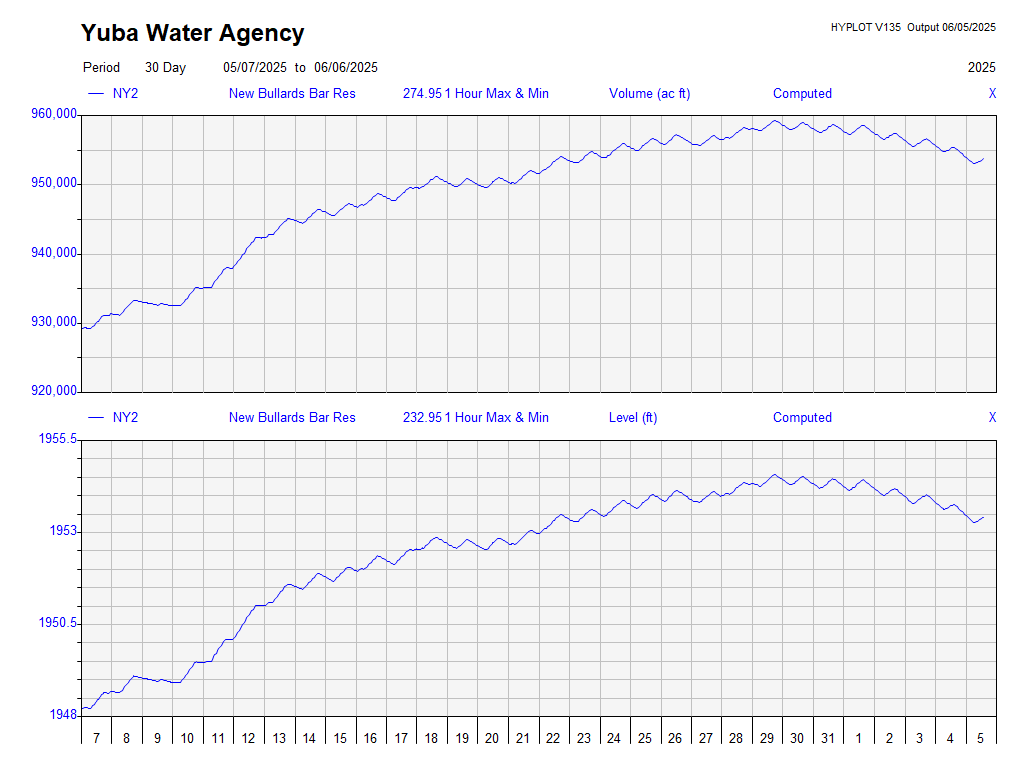 Yuba Water Agency
HYPLOT V135 Output 06/05/2025
Period 30 Day 05/07/2025 to 06/06/2025 2025
NY2 New Bullards Bar Res 274.95 1 Hour Max & Min Volume (ac ft) Computed X
960,000
950,000
940,000
930,000
920,000
NY2 New Bullards Bar Res 232.95 1 Hour Max & Min Level (ft) Computed X
1955.5
1953
1950.5
1948
7 8 9 10 11 12 13 14 15 16 17 18 19 20 21 22 23 24 25 26 27 28 29 30 31 1 2 3 4 5